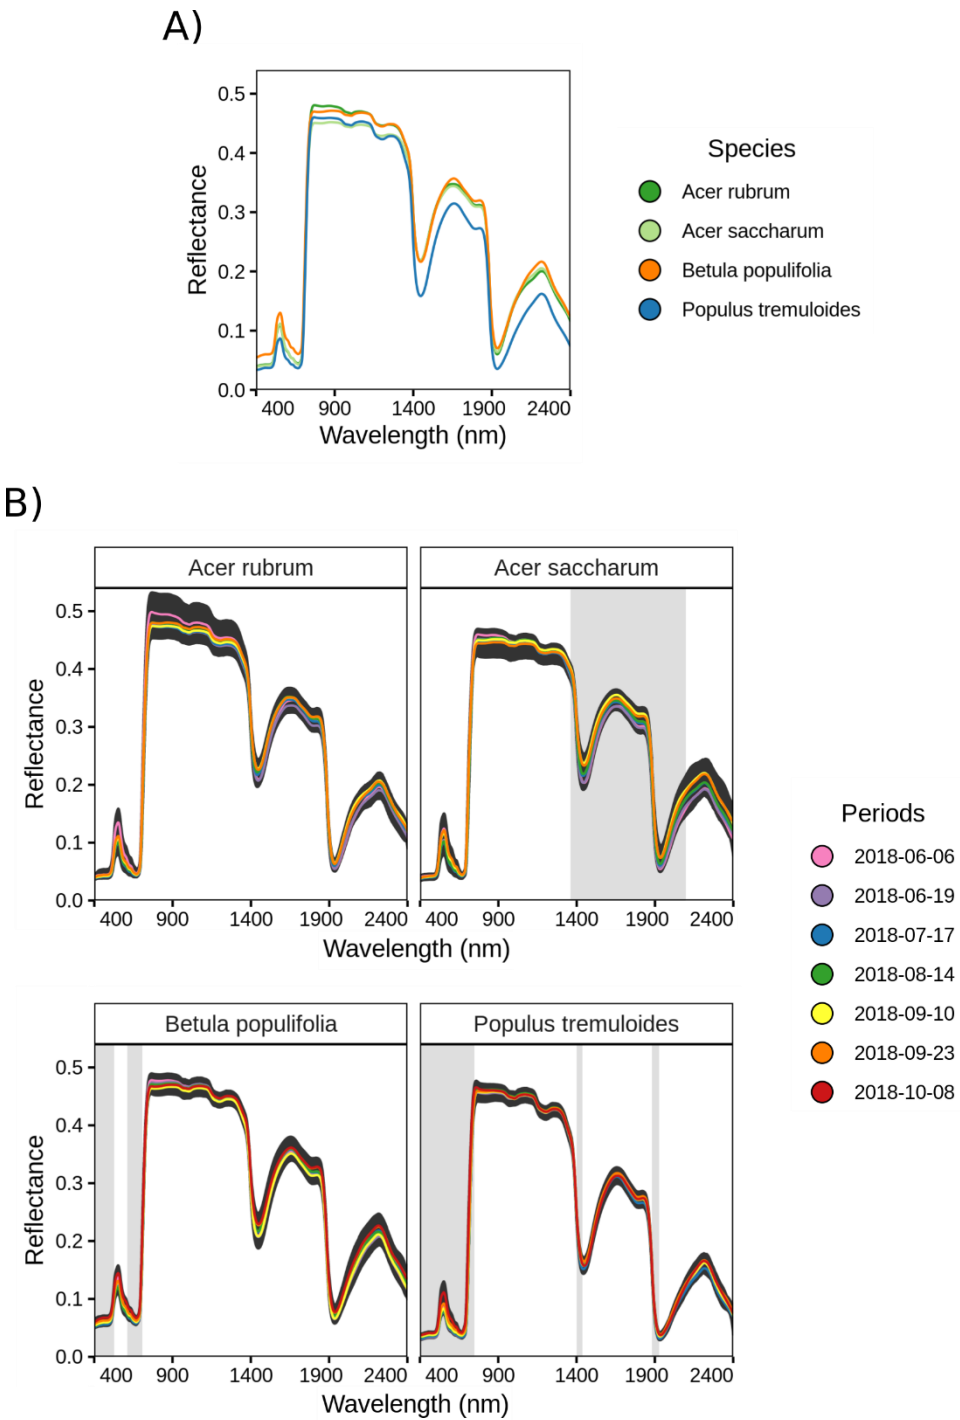 A)
0.5
0.4
0.3
0.2
0.1
0.0
Reflectance
400 900 1400 1900 2400
Wavelength (nm)
Species
Acer rubrum
Acer saccharum
Betula populifolia
Populus tremuloides
B)
Acer rubrum
Acer saccharum
0.5
0.4
0.3
0.2
0.1
0.0
Reflectance
400 900 1400 1900 2400
400 900 1400 1900 2400
Wavelength (nm)
Betula populifolia
Populus tremuloides
0.5
0.4
0.3
0.2
0.1
0.0
Reflectance
400 900 1400 1900 2400
400 900 1400 1900 2400
Wavelength (nm)
Periods
2018-06-06
2018-06-19
2018-07-17
2018-08-14
2018-09-10
2018-09-23
2018-10-08